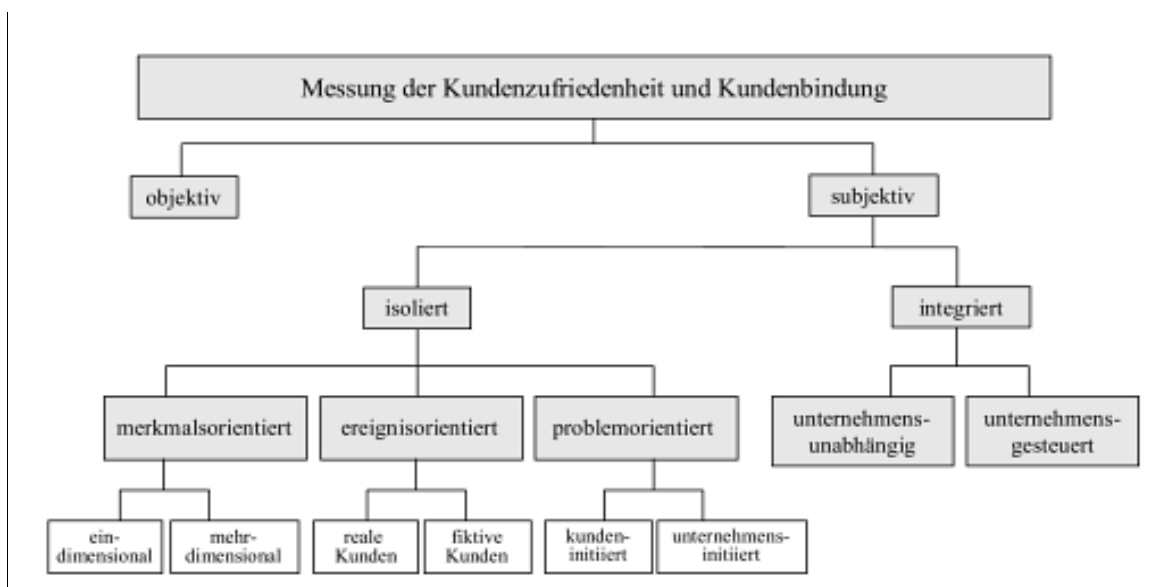 Messung der Kundenzufriedenheit und Kundenbindung
objektiv
subjektiv
isoliert
integriert
merkmalsorientiert
ereignisorientiert
problemorientiert
unternehmens-
unabhängig
unternehmens-
gesteuert
ein-
dimensional
mehr-
dimensional
reale
Kunden
fiktive
Kunden
kunden-
initiiert
unternehmens-
initiiert